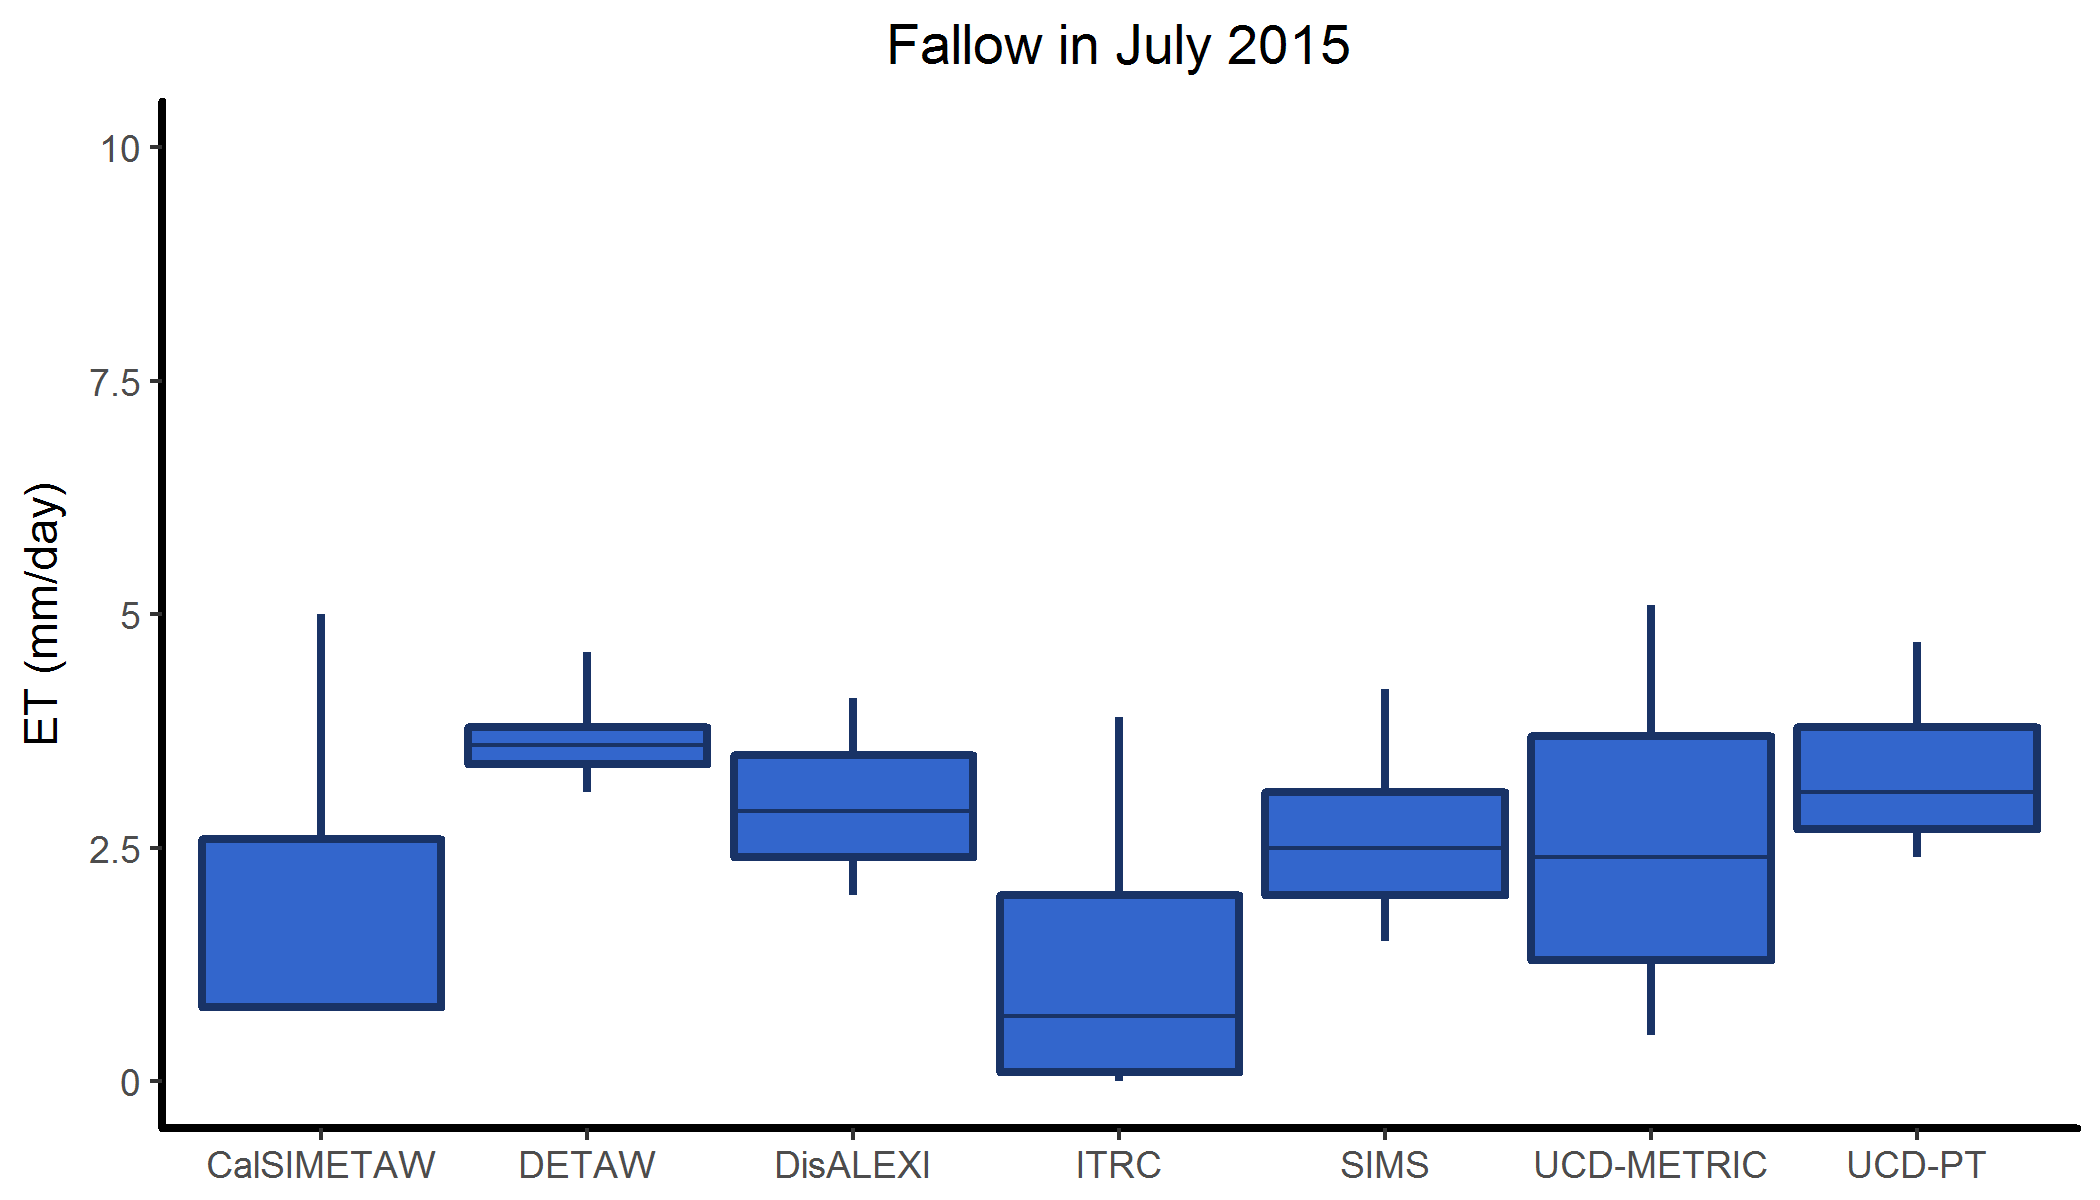 Fallow in July 2015
ET (mm/day)
10
7.5
5
2.5
0
CalSIMETAW
DETAW
DisALEXI
ITRC
SIMS
UCD-METRIC
UCD-PT